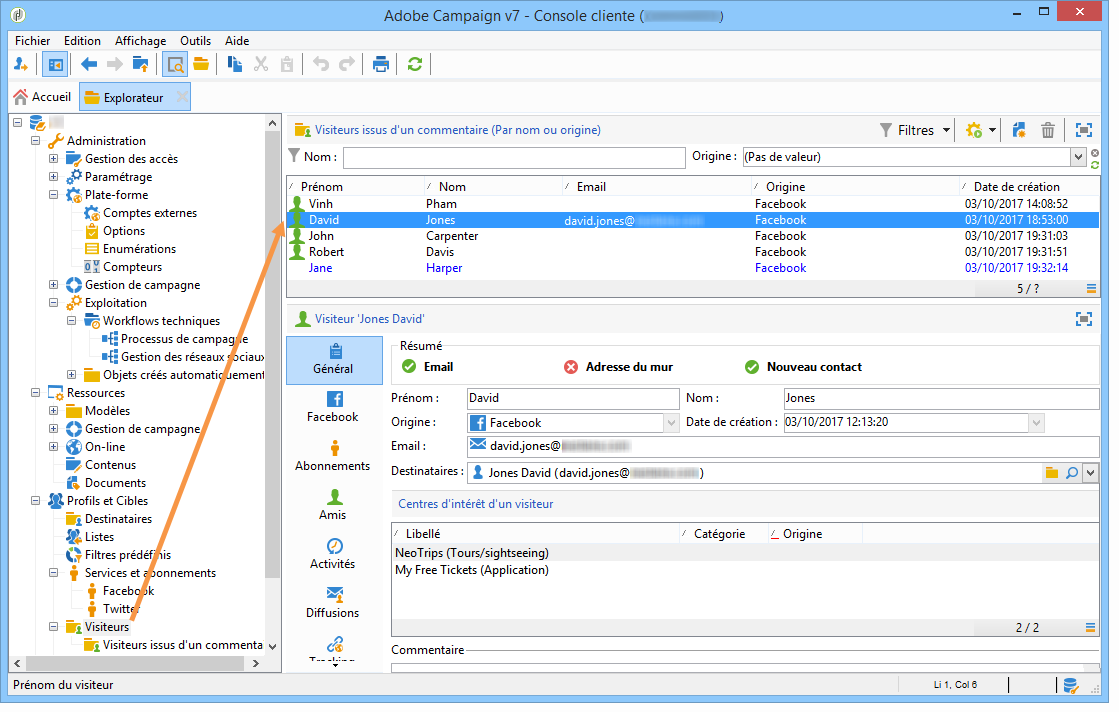 Adobe Campaign v7 - Console cliente (
)
Fichier Edition Affichage Outils Aide
Accueil Explorateur
Administration
Gestion des accès
Paramétrage
Plate-forme
Comptes externes
Options
Enumérations
Compteurs
Gestion de campagne
Exploitation
Workflows techniques
Processus de campagne
Gestion des réseaux sociaux
Objets créés automatiquement
Ressources
Modèles
Gestion de campagne
On-line
Contenus
Documents
Profils et Cibles
Destinataires
Listes
Filtres prédéfinis
Services et abonnements
Facebook
Twitter
Visiteurs
Visiteurs issus d'un commenta
Visiteurs issus d'un commentaire (Par nom ou origine)
Filtres
Nom :
Origine : (Pas de valeur)
Prénom Nom Email Origine Date de création
Vinh Pham Facebook 03/10/2017 14:08:52
David Jones david.jones@ Facebook 03/10/2017 18:53:00
John Carpenter Facebook 03/10/2017 19:31:03
Robert Davis Facebook 03/10/2017 19:31:51
Jane Harper Facebook 03/10/2017 19:32:14
5 / ?
Visiteur 'Jones David'
Général
Facebook
Abonnements
Amis
Activités
Diffusions
Tracking
Résumé
Email Adresse du mur Nouveau contact
Prénom : David Nom : Jones
Origine : Facebook Date de création : 03/10/2017 12:13:20
Email : david.jones@
Destinataires : Jones David (david.jones@ )
Centres d'intérêt d'un visiteur
Libellé Catégorie Origine
NeoTrips (Tours/sightseeing)
My Free Tickets (Application)
2 / 2
Commentaire
Prénom du visiteur
Li 1, Col 6